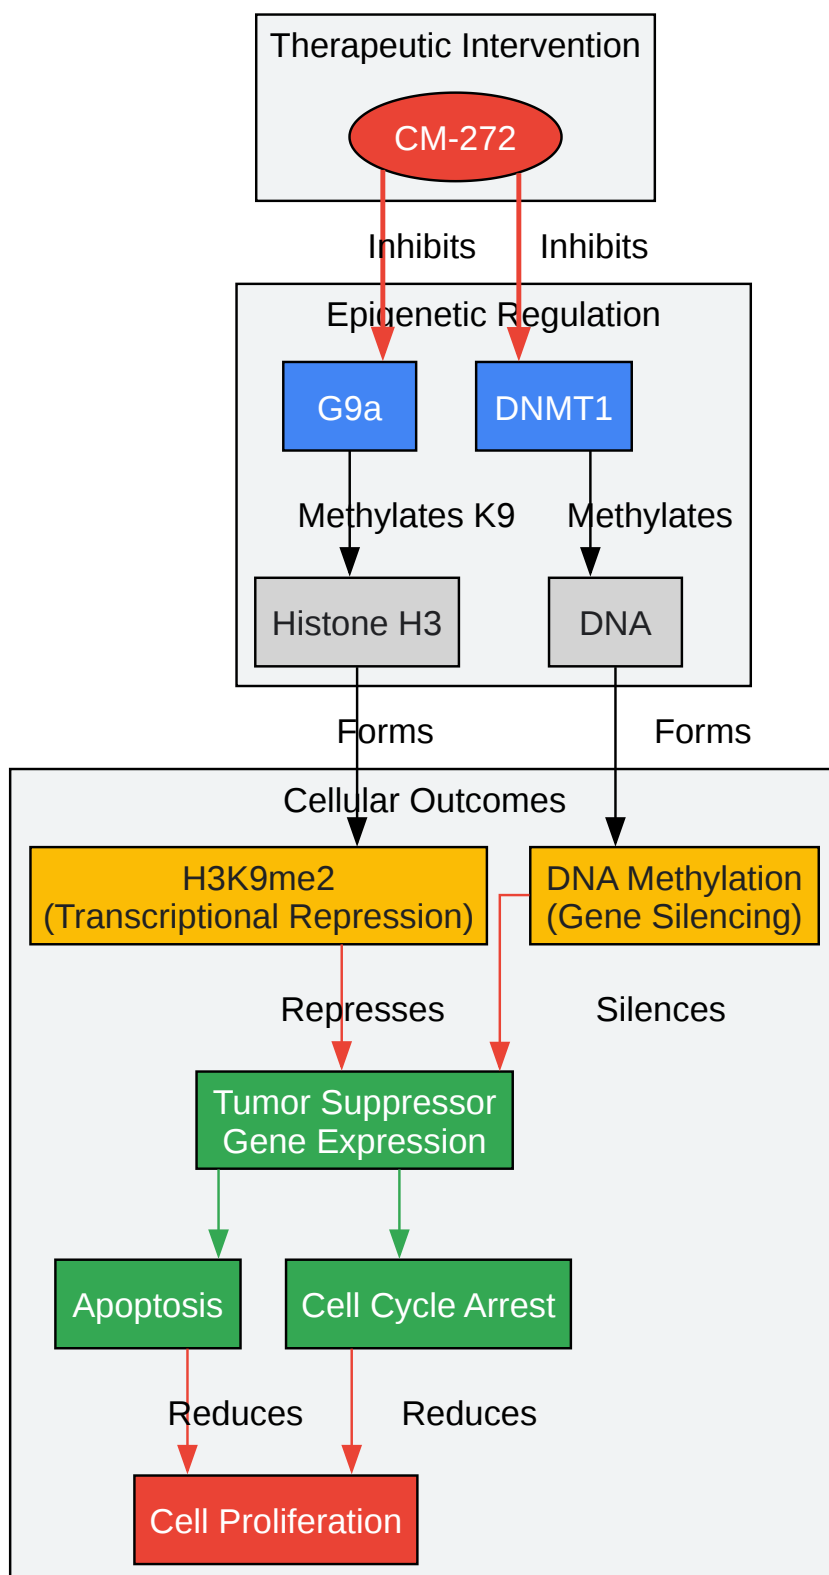 Therapeutic Intervention
CM-272
Inhibits
Inhibits
Epigenetic Regulation
G9a
DNMT1
Methylates K9
Methylates
Histone H3
DNA
Forms
Forms
Cellular Outcomes
H3K9me2
(Transcriptional Repression)
DNA Methylation
(Gene Silencing)
Represses
Silences
Tumor Suppressor
Gene Expression
Apoptosis
Cell Cycle Arrest
Reduces
Reduces
Cell Proliferation